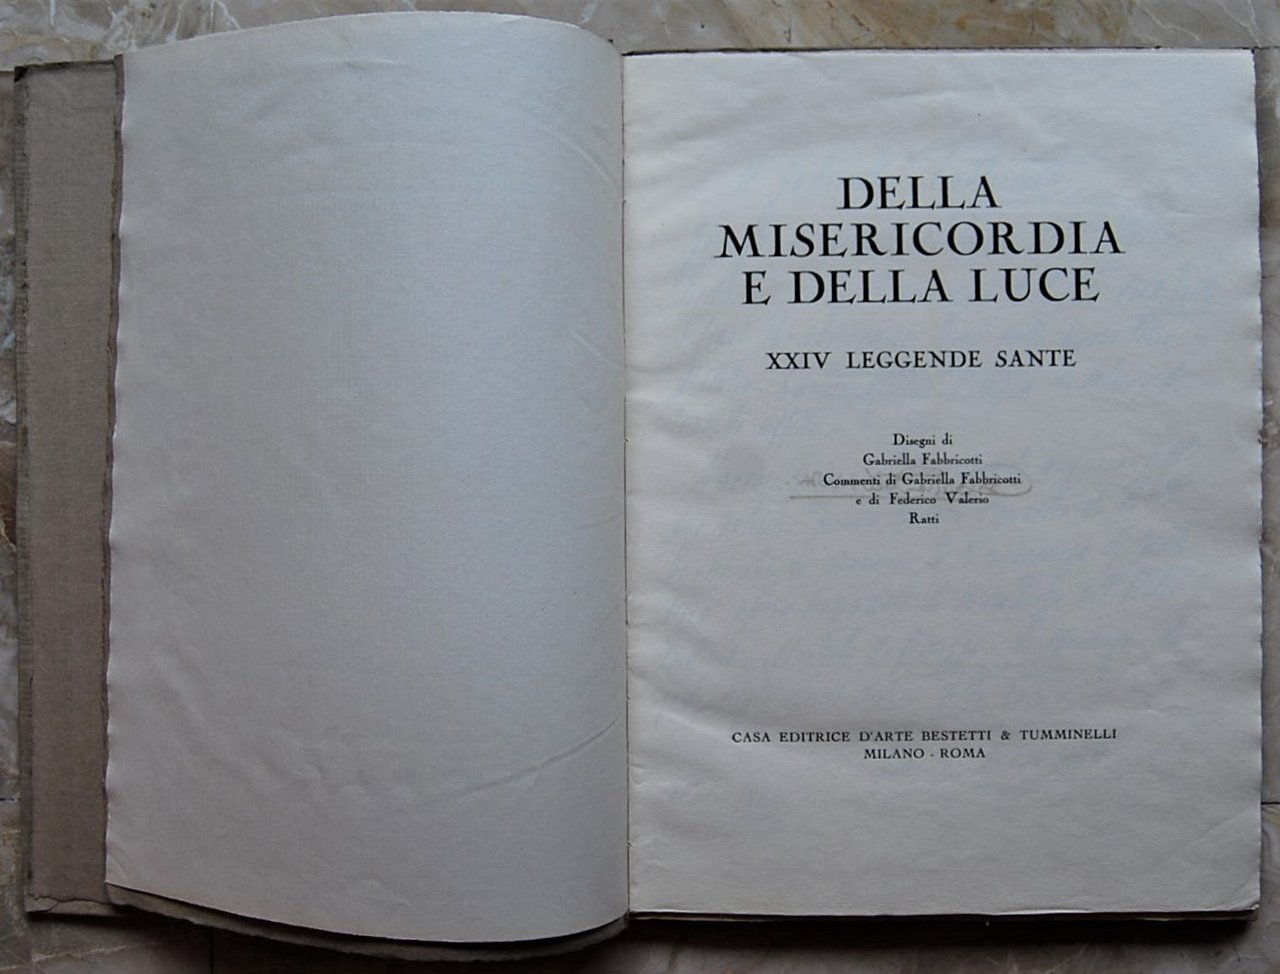 DELLA
MISERICORDIA
E DELLA LUCE
XXIV LEGGENDE SANTE
Disegni di
Gabriella Fabbricotti
Commenti di Gabriella Fabbricotti
e di Federico Valerio
Ratti
CASA EDITRICE D'ARTE BESTETTI & TUMMINELLI
MILANO - ROMA